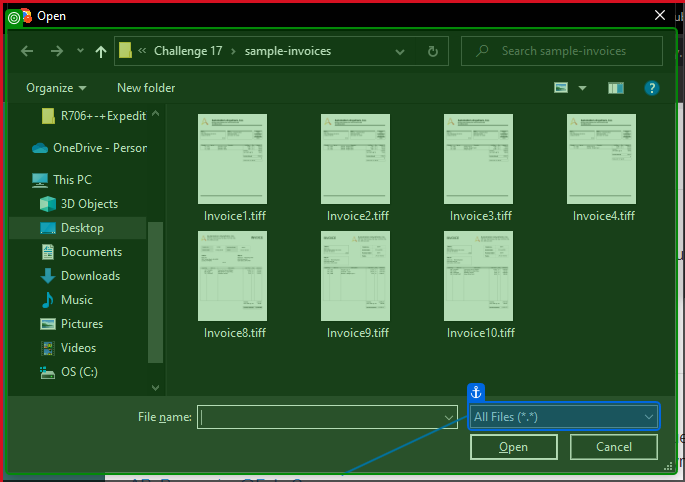 Open
« Challenge 17 > sample-invoices
Search sample-invoices
Organize
New folder
R706+-+Expedit
OneDrive - Person
This PC
3D Objects
Desktop
Documents
Downloads
Music
Pictures
Videos
OS (C:)
Invoice1.tiff
Invoice2.tiff
Invoice3.tiff
Invoice4.tiff
Invoice8.tiff
Invoice9.tiff
Invoice10.tiff
File name:
All Files (*.*)
Open
Cancel